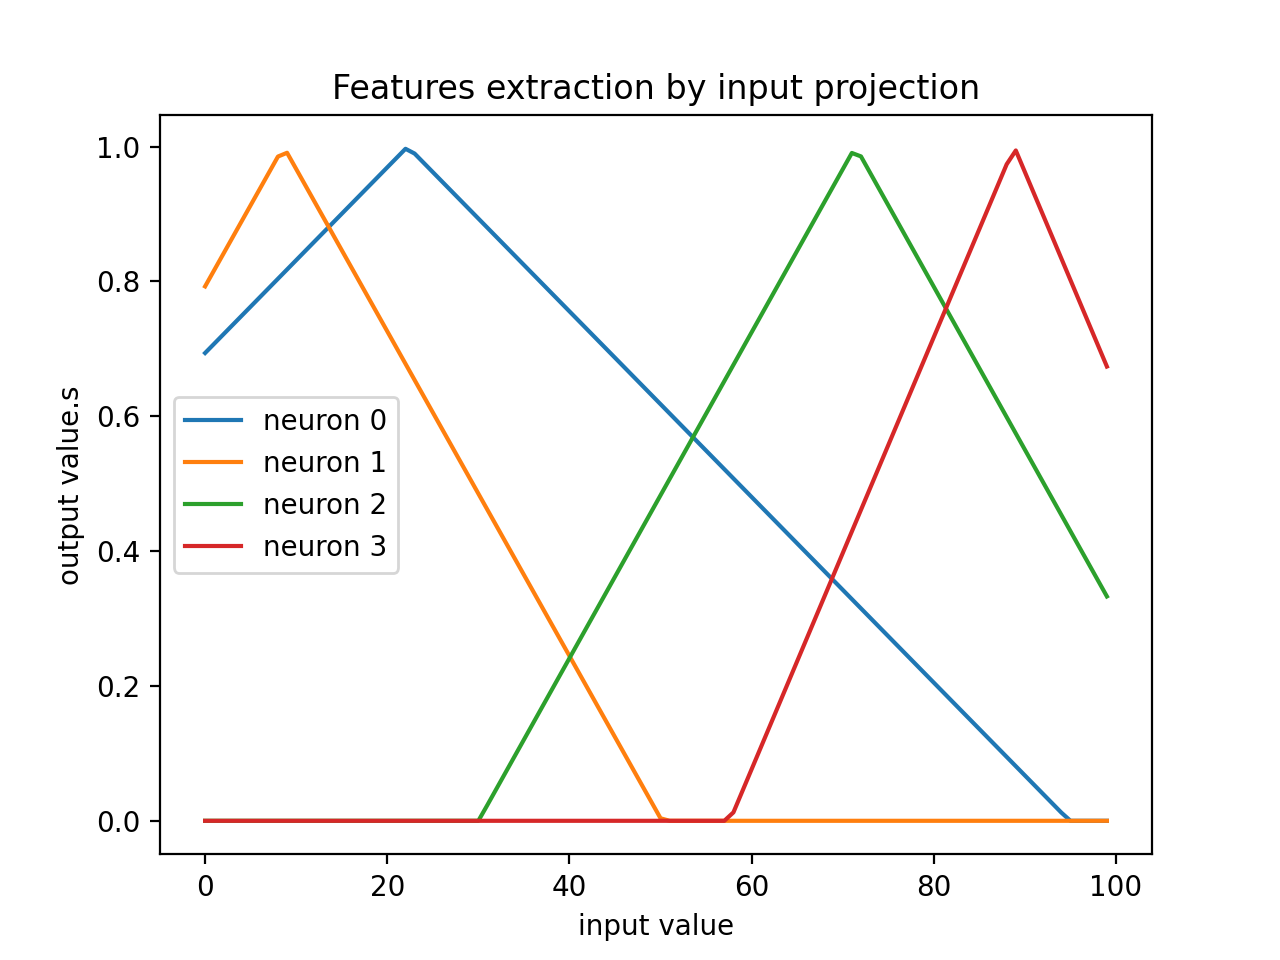 Features extraction by input projection
1.0
0.8
0.6
0.4
0.2
0.0
output value.s
neuron 0
neuron 1
neuron 2
neuron 3
0 20 40 60 80 100
input value